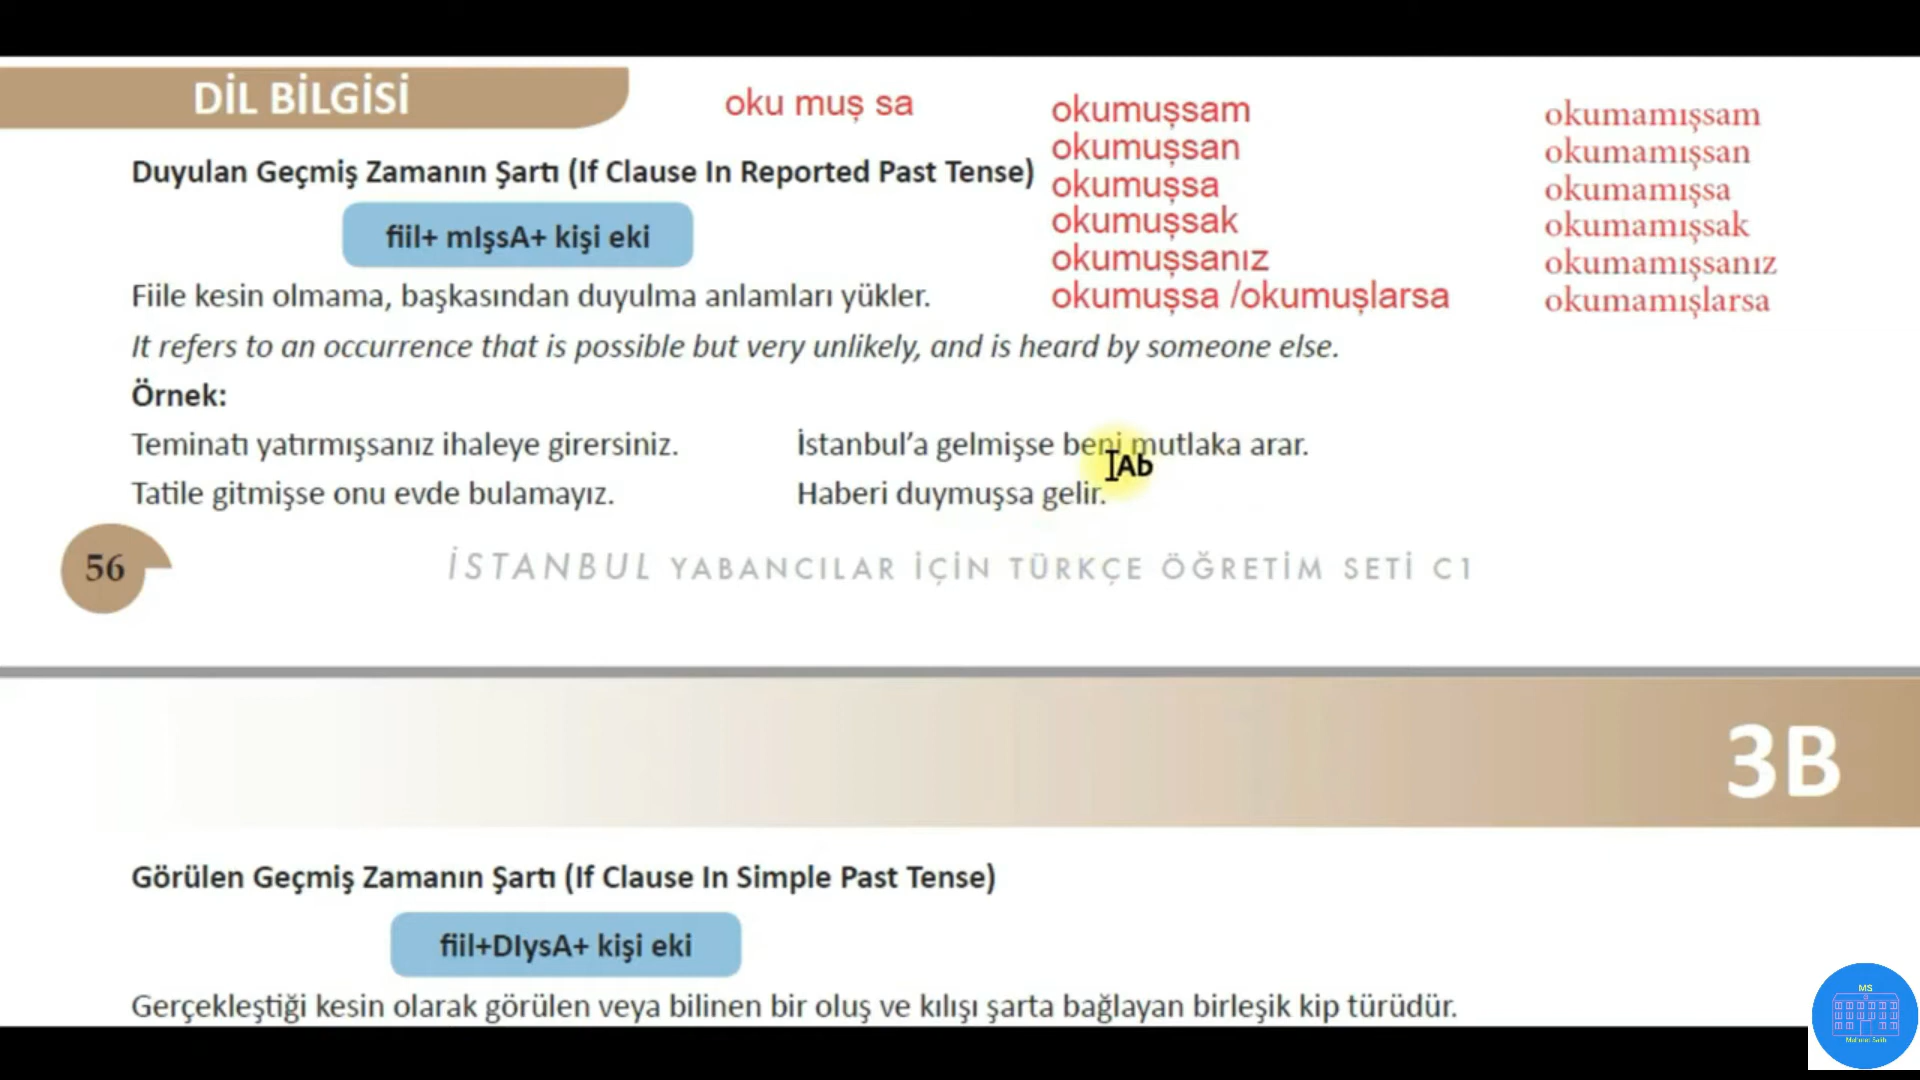 DİL BİLGİSİ
oku muş sa
okumuşsam
okumuşsan
okumuşsa
okumuşsak
okumuşsanız
okumuşsa /okumuşlarsa
okumamışsam
okumamışsan
okumamışsa
okumamışsak
okumamışsanız
okumamışlarsa
Duyulan Geçmiş Zamanın Şartı (If Clause In Reported Past Tense)
fiil+ mIşsA+ kişi eki
Fiile kesin olmama, başkasından duyulma anlamları yükler.
It refers to an occurrence that is possible but very unlikely, and is heard by someone else.
Örnek:
Teminatı yatırmışsanız ihaleye girersiniz.
İstanbul'a gelmişse beni mutlaka arar.
Ab
Tatile gitmişse onu evde bulamayız.
Haberi duymuşsa gelir.
56
İSTANBUL YABANCILAR İÇİN TÜRKÇE ÖĞRETİM SETİ C1
3B
Görülen Geçmiş Zamanın Şartı (If Clause In Simple Past Tense)
fiil+DIysA+ kişi eki
Gerçekleştiği kesin olarak görülen veya bilinen bir oluş ve kılışı şarta bağlayan birleşik kip türüdür.
MS